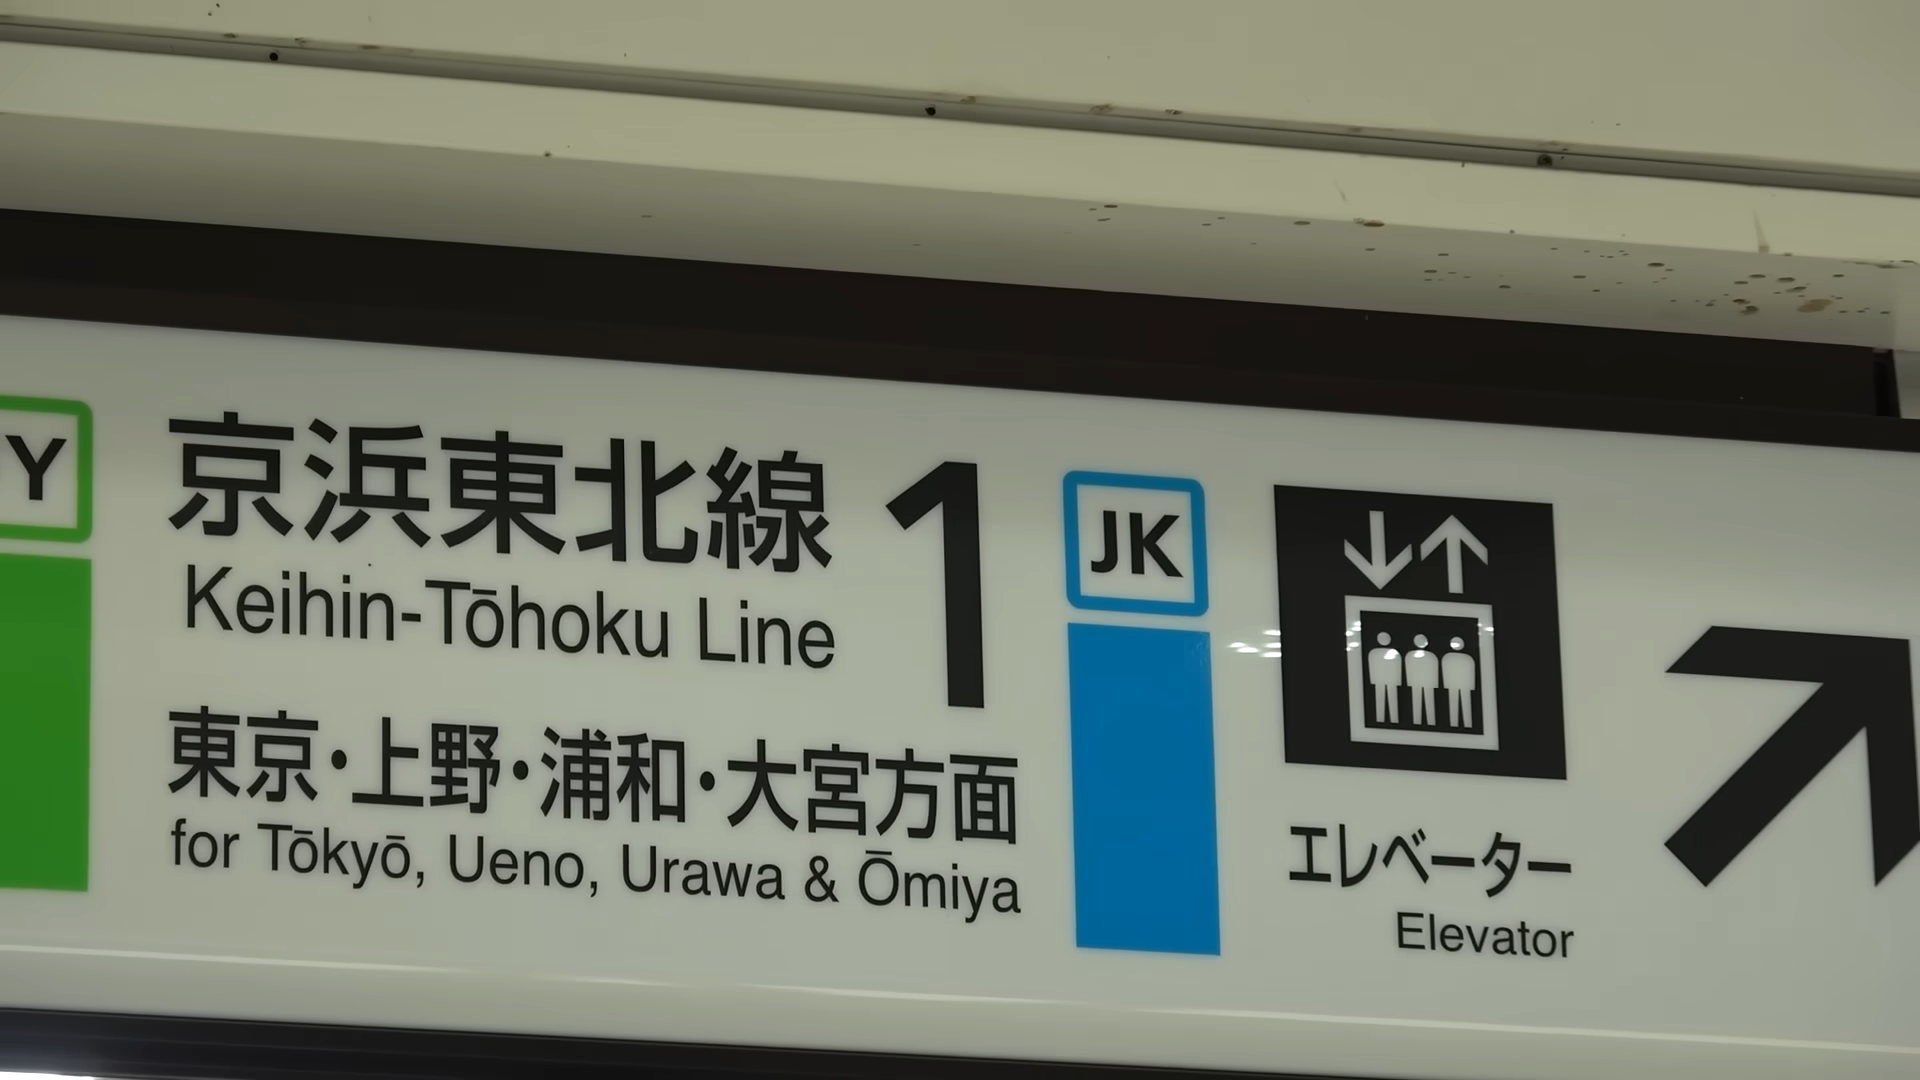 Y
京浜東北線
Keihin-Tōhoku Line
1
東京・上野・浦和・大宮方面
for Tōkyō, Ueno, Urawa & Ōmiya
JK
エレベーター
Elevator